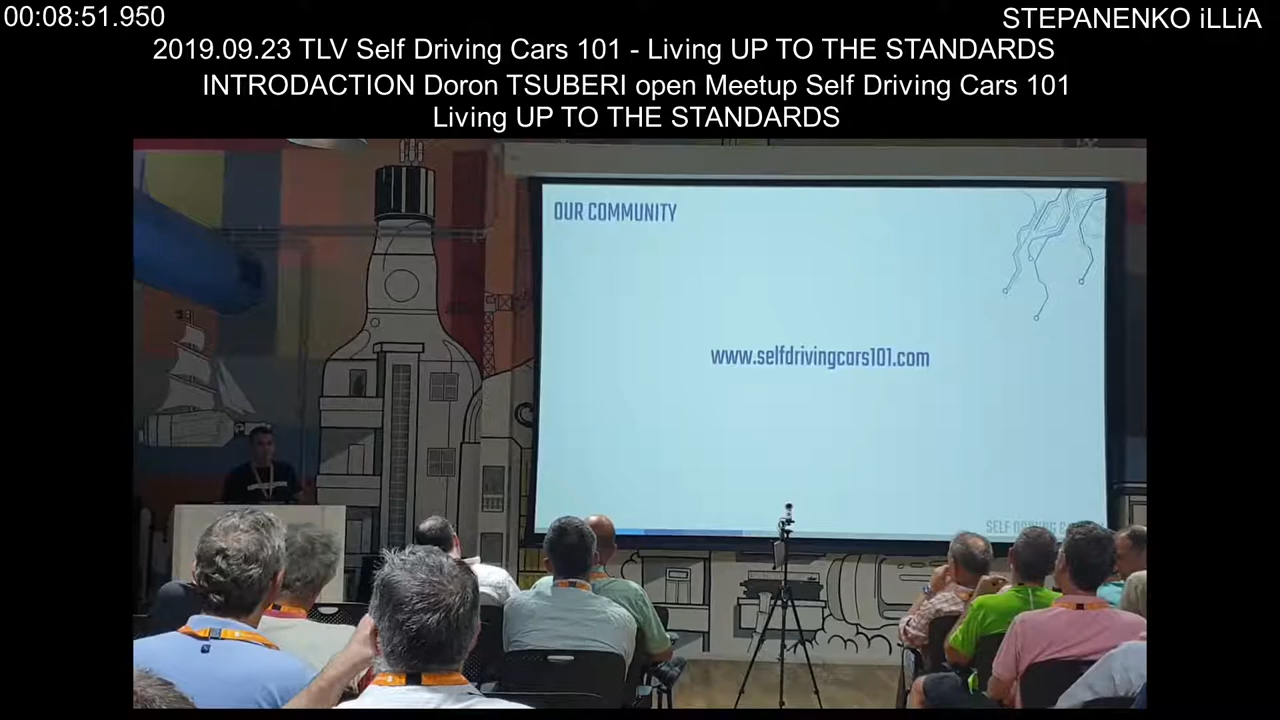 00:08:51.950
STEPANENKO iLLiA
2019.09.23 TLV Self Driving Cars 101 - Living UP TO THE STANDARDS
INTRODACTION Doron TSUBERI open Meetup Self Driving Cars 101
Living UP TO THE STANDARDS
OUR COMMUNITY
www.selfdrivingcars101.com
SELF DRIVING